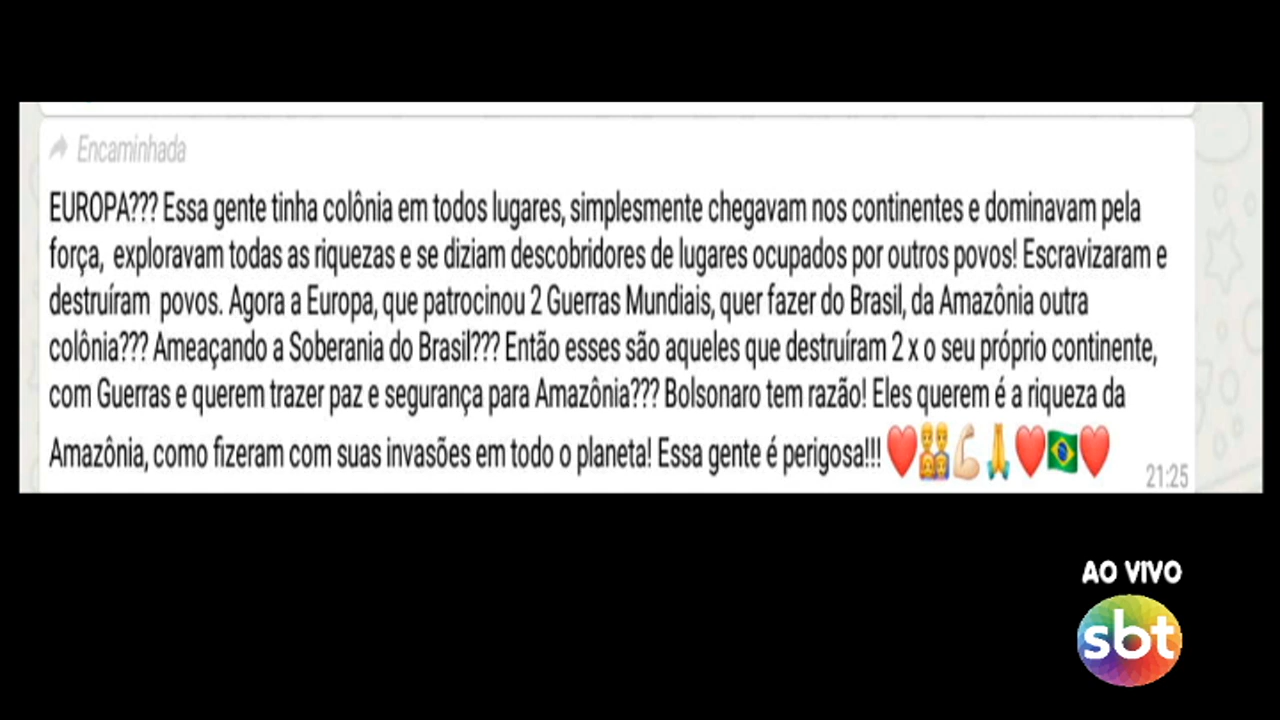 Encaminhada
EUROPA??? Essa gente tinha colônia em todos lugares, simplesmente chegavam nos continentes e dominavam pela
força, exploravam todas as riquezas e se diziam descobridores de lugares ocupados por outros povos! Escravizaram e
destruíram povos. Agora a Europa, que patrocinou 2 Guerras Mundiais, quer fazer do Brasil, da Amazônia outra
colônia??? Ameaçando a Soberania do Brasil??? Então esses são aqueles que destruíram 2 x o seu próprio continente,
com Guerras e querem trazer paz e segurança para Amazônia??? Bolsonaro tem razão! Eles querem é a riqueza da
Amazônia, como fizeram com suas invasões em todo o planeta! Essa gente é perigosa!!! ❤️👨‍👨‍👦‍👦💪🏻🙏❤️🇧🇷❤️
21:25
AO VIVO
sbt